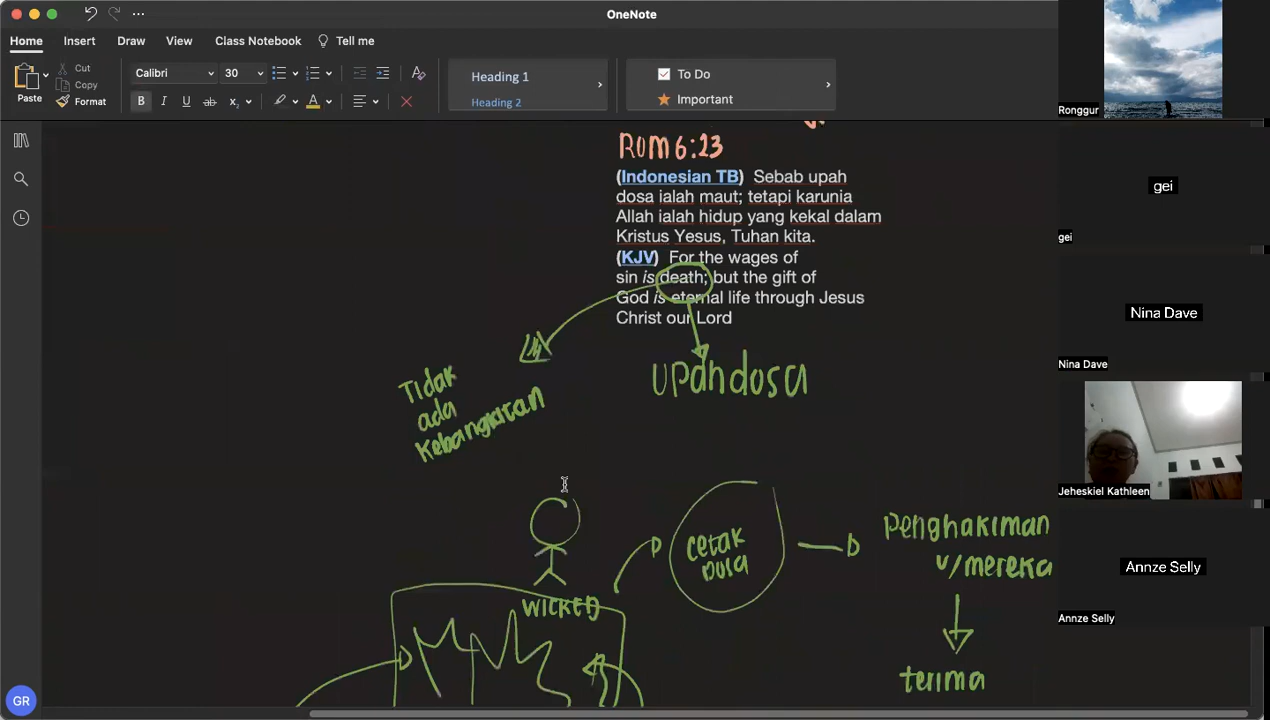 OneNote
Home Insert Draw View Class Notebook Tell me
Paste
Cut
Copy
Format
Calibri 30
B I U ab x₂ A
Heading 1
Heading 2
To Do
Important
Ronggur
gei
gei
Nina Dave
Nina Dave
Jeheskiel Kathleen
Annze Selly
Annze Selly
Rom 6:23
(Indonesian TB) Sebab upah
dosa ialah maut; tetapi karunia
Allah ialah hidup yang kekal dalam
Kristus Yesus, Tuhan kita.
(KJV) For the wages of
sin is death; but the gift of
God is eternal life through Jesus
Christ our Lord
upah dosa
Tidak
ada
Kebangkitan
WICKED
cetak
Dosa
Penghakiman
u/mereka
terima
GR